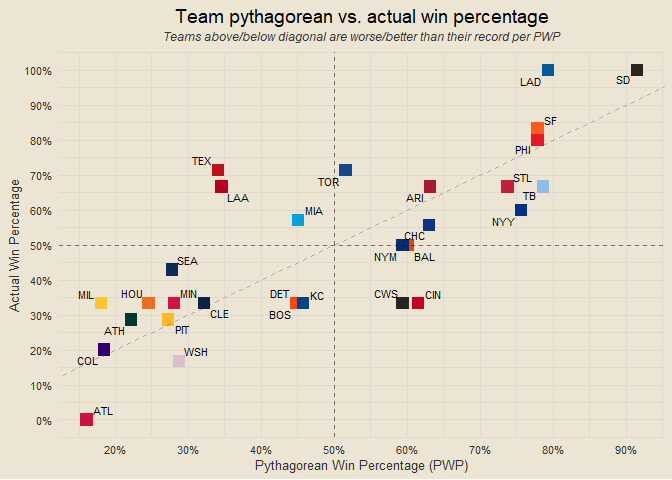 Team pythagorean vs. actual win percentage
Teams above/below diagonal are worse/better than their record per PWP
100%
LAD
SD
90%
SF
80%
PHI
TEX
70%
TOR
STL
LAA
ARI
TB
60%
MIA
NYY
CHC
50%
NYM
BAL
SEA
40%
MIL
HOU
MIN
DET
KC
CWS
CIN
30%
ATH
PIT
CLE
BOS
20%
COL
WSH
10%
ATL
0%
Actual Win Percentage
20%
30%
40%
50%
60%
70%
80%
90%
Pythagorean Win Percentage (PWP)